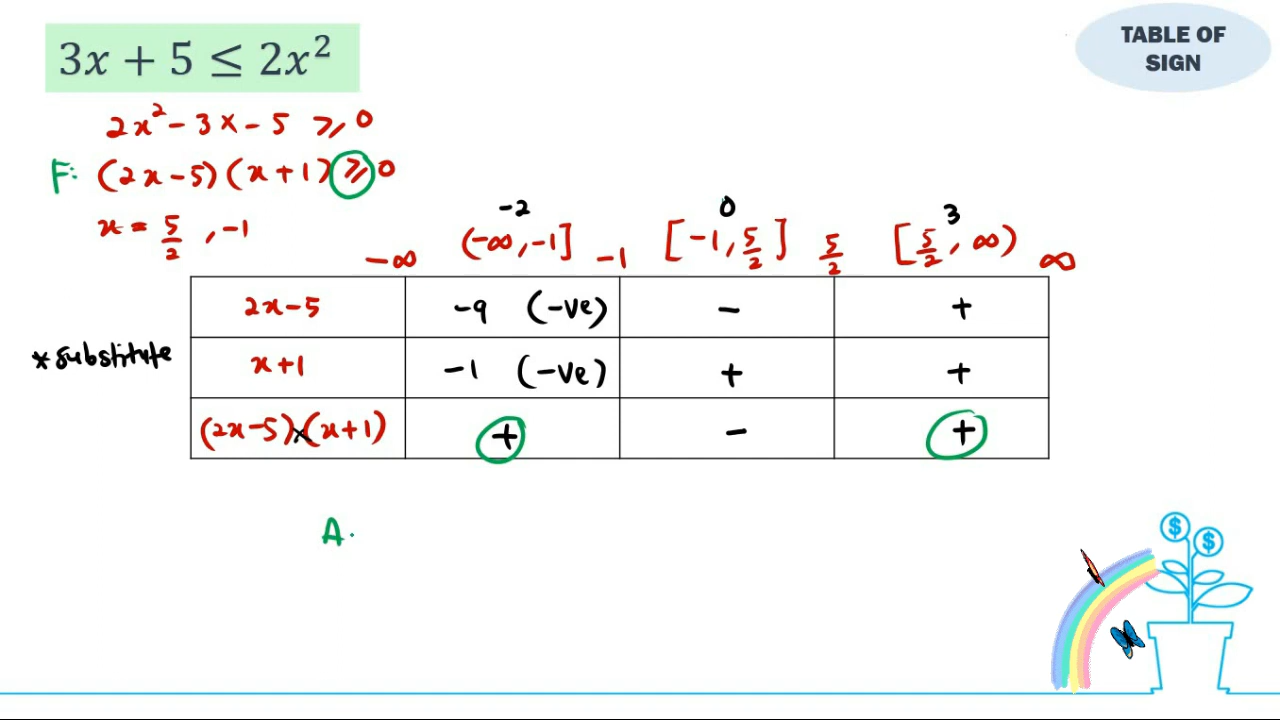 3x + 5 ≤ 2x²
TABLE OF
SIGN
2x² - 3x - 5 ≥ 0
F: (2x-5)(x+1) ≥ 0
x = 5/2 , -1
-2 0 3
-∞ (-∞, -1] -1 [-1, 5/2] 5/2 [5/2, ∞) ∞
2x-5 -9 (-ve) - +
*substitute
x+1 -1 (-ve) + +
(2x-5)×(x+1) + - +
A.
$ $